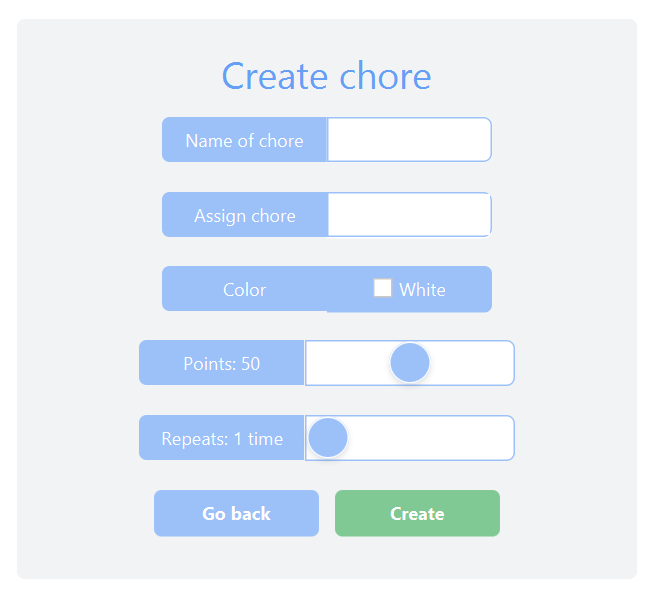 Create chore
Name of chore
Assign chore
Color White
Points: 50
Repeats: 1 time
Go back Create